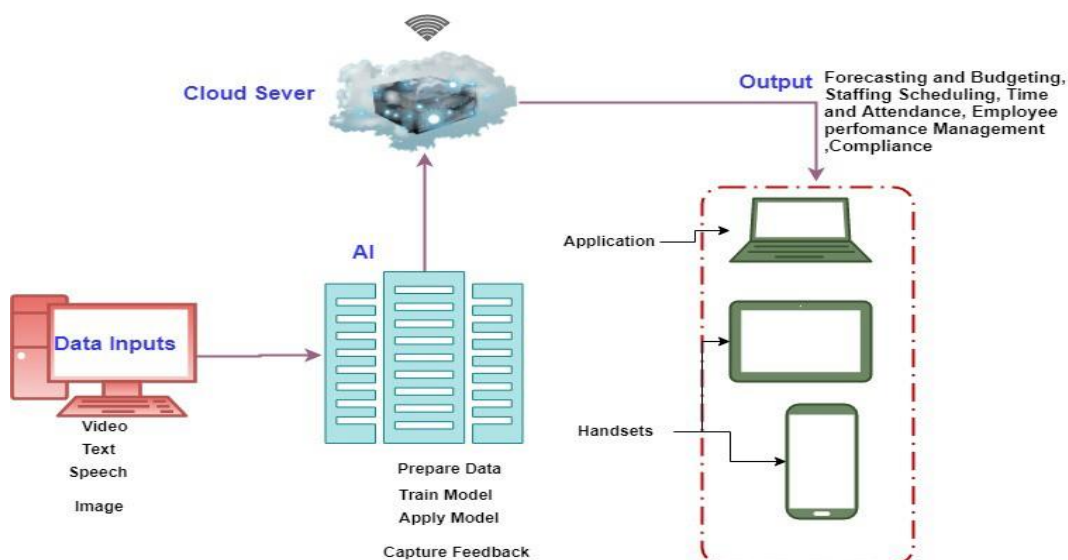 Cloud Sever
Output
Forecasting and Budgeting,
Staffing Scheduling, Time
and Attendance, Employee
perfomance Management
,Compliance
AI
Application
Data Inputs
Video
Text
Speech
Image
Handsets
Prepare Data
Train Model
Apply Model
Capture Feedback